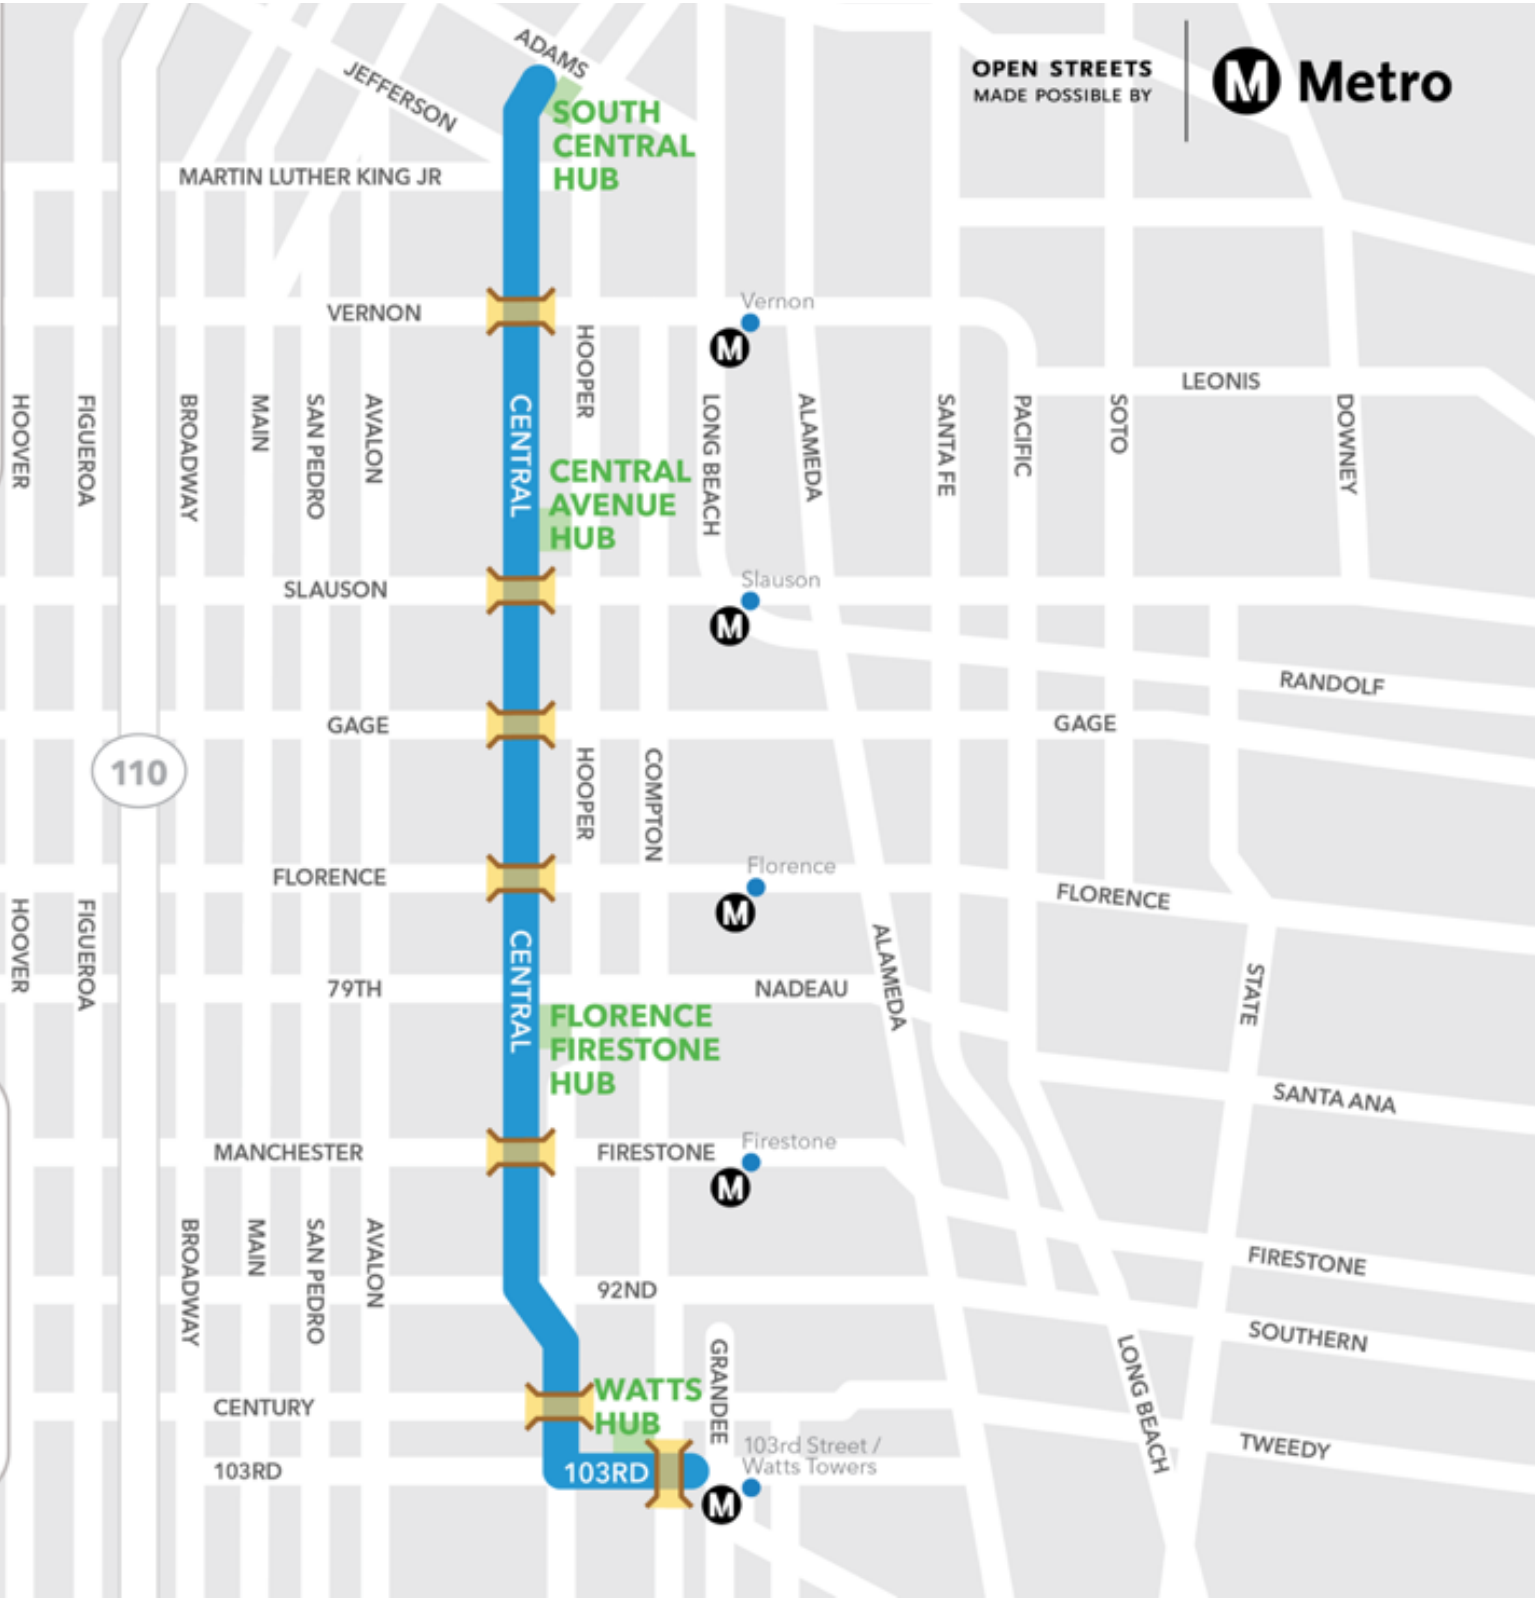 ADAMS
JEFFERSON
OPEN STREETS
MADE POSSIBLE BY
M Metro
SOUTH
CENTRAL
HUB
MARTIN LUTHER KING JR
VERNON
Vernon
M
HOOPER
LEONIS
HOOVER
FIGUEROA
BROADWAY
MAIN
SAN PEDRO
AVALON
CENTRAL
LONG BEACH
ALAMEDA
SANTA FE
PACIFIC
SOTO
DOWNEY
CENTRAL
AVENUE
HUB
SLAUSON
Slauson
M
RANDOLF
GAGE
GAGE
110
HOOPER
COMPTON
FLORENCE
Florence
M
FLORENCE
HOOVER
FIGUEROA
CENTRAL
ALAMEDA
STATE
79TH
NADEAU
FLORENCE
FIRESTONE
HUB
SANTA ANA
MANCHESTER
FIRESTONE
Firestone
M
BROADWAY
MAIN
SAN PEDRO
AVALON
FIRESTONE
92ND
SOUTHERN
GRANDEE
LONG BEACH
WATTS
HUB
CENTURY
TWEEDY
103rd Street /
Watts Towers
103RD
103RD
M